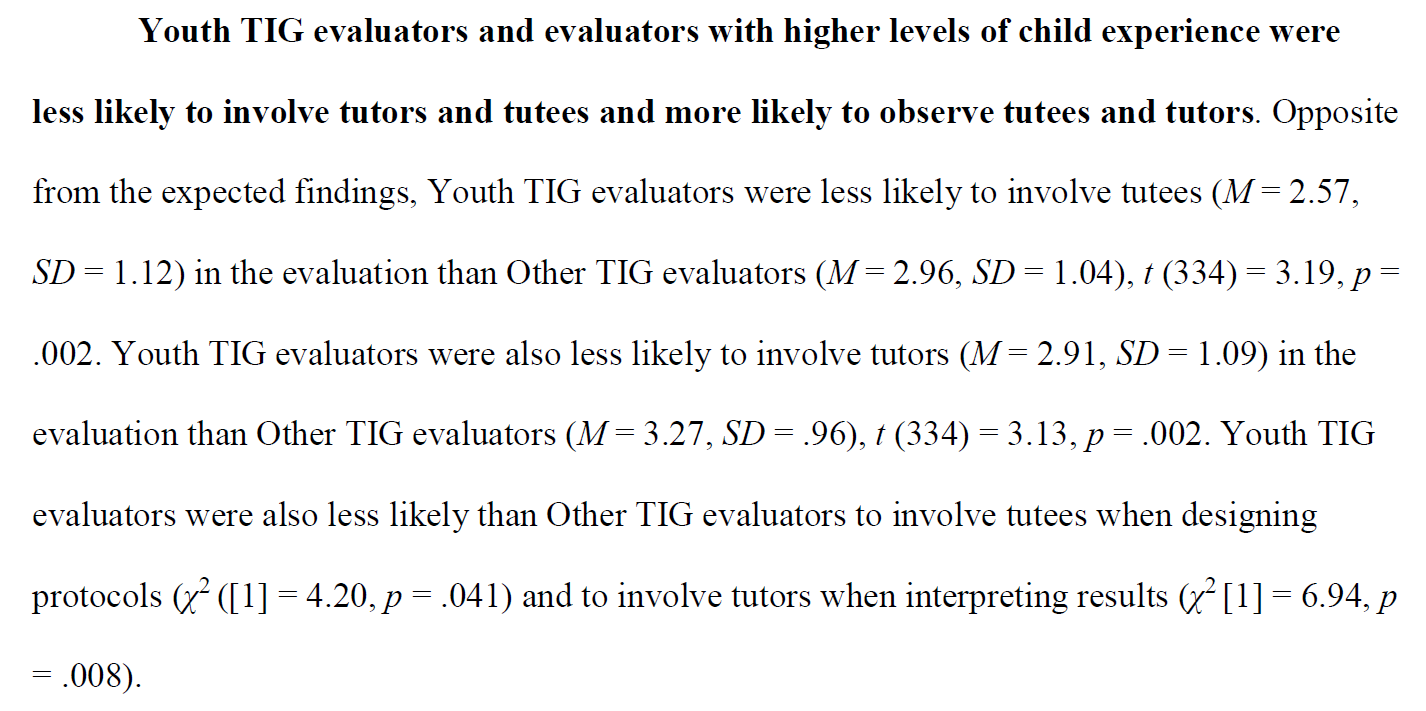 Youth TIG evaluators and evaluators with higher levels of child experience were
less likely to involve tutors and tutees and more likely to observe tutees and tutors. Opposite
from the expected findings, Youth TIG evaluators were less likely to involve tutees (M = 2.57,
SD = 1.12) in the evaluation than Other TIG evaluators (M = 2.96, SD = 1.04), t (334) = 3.19, p =
.002. Youth TIG evaluators were also less likely to involve tutors (M = 2.91, SD = 1.09) in the
evaluation than Other TIG evaluators (M = 3.27, SD = .96), t (334) = 3.13, p = .002. Youth TIG
evaluators were also less likely than Other TIG evaluators to involve tutees when designing
protocols (χ² ([1] = 4.20, p = .041) and to involve tutors when interpreting results (χ² [1] = 6.94, p
= .008).